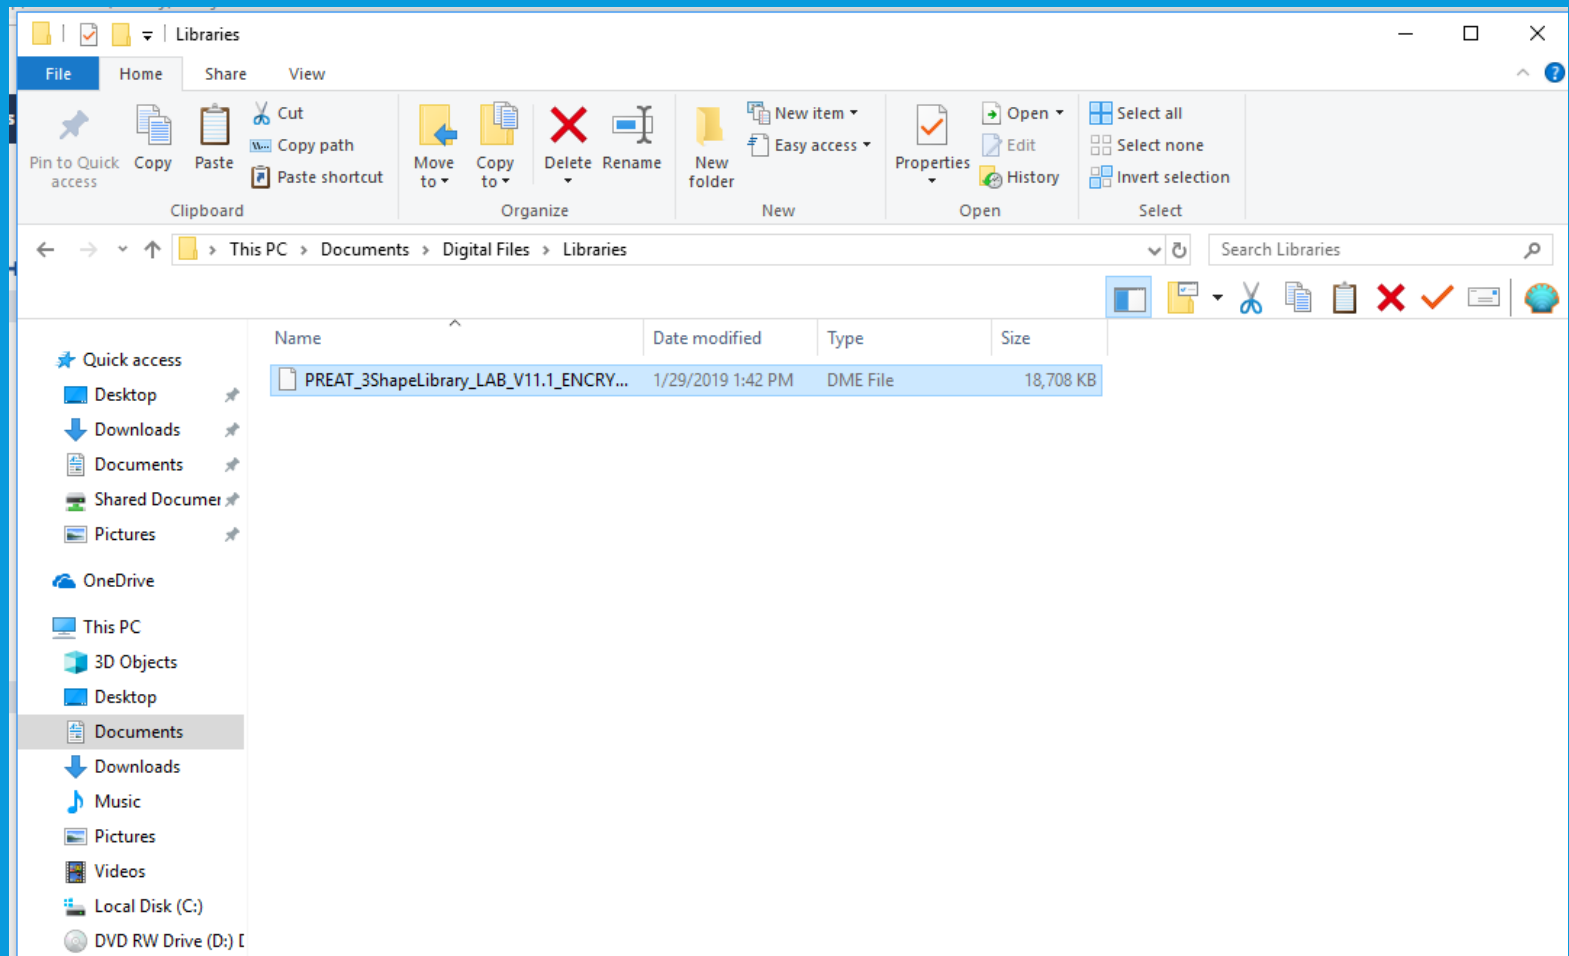 Libraries
File Home Share View
Pin to Quick access
Copy
Paste
Cut
Copy path
Paste shortcut
Clipboard
Move to
Copy to
Delete
Rename
Organize
New folder
New item
Easy access
New
Properties
Open
Edit
History
Open
Select all
Select none
Invert selection
Select
This PC > Documents > Digital Files > Libraries
Search Libraries
Name Date modified Type Size
PREAT_3ShapeLibrary_LAB_V11.1_ENCRY... 1/29/2019 1:42 PM DME File 18,708 KB
Quick access
Desktop
Downloads
Documents
Shared Documer
Pictures
OneDrive
This PC
3D Objects
Desktop
Documents
Downloads
Music
Pictures
Videos
Local Disk (C:)
DVD RW Drive (D:)